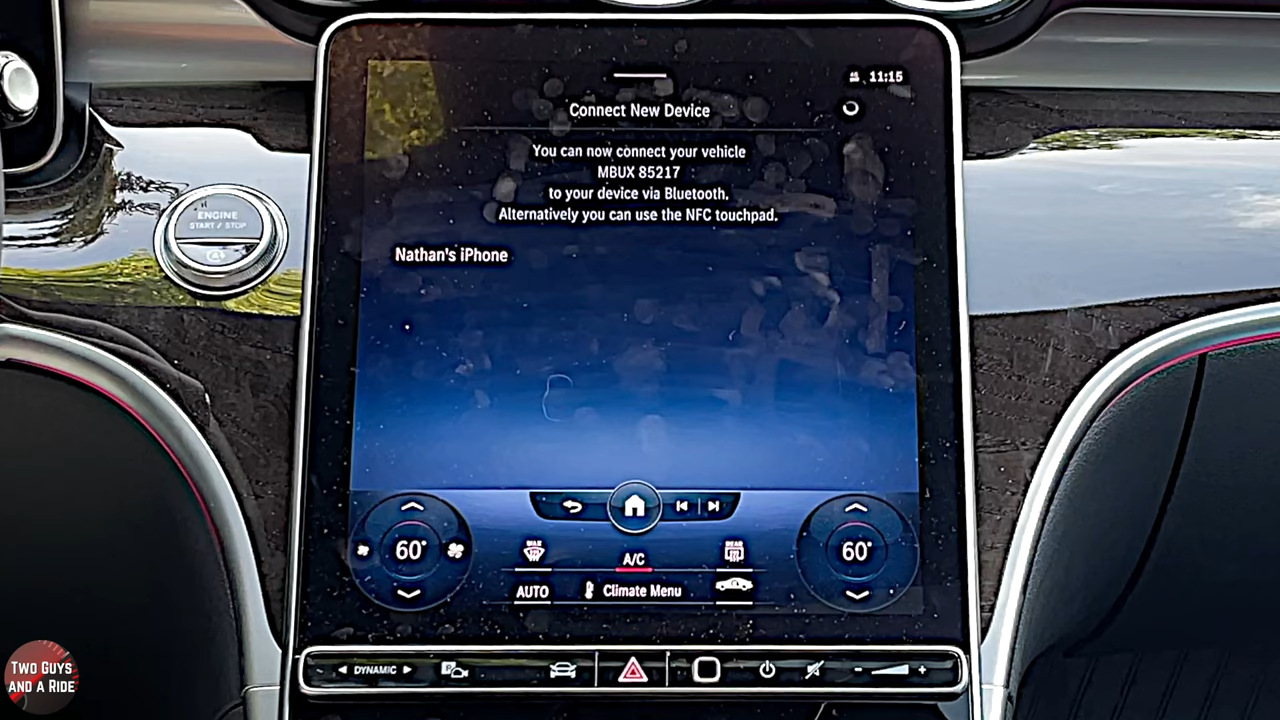 11:15
Connect New Device
You can now connect your vehicle
MBUX 85217
to your device via Bluetooth.
Alternatively you can use the NFC touchpad.
ENGINE
START / STOP
Nathan's iPhone
60°
60°
MAX
REAR
A/C
AUTO
Climate Menu
DYNAMIC
P
TWO GUYS
AND A RIDE